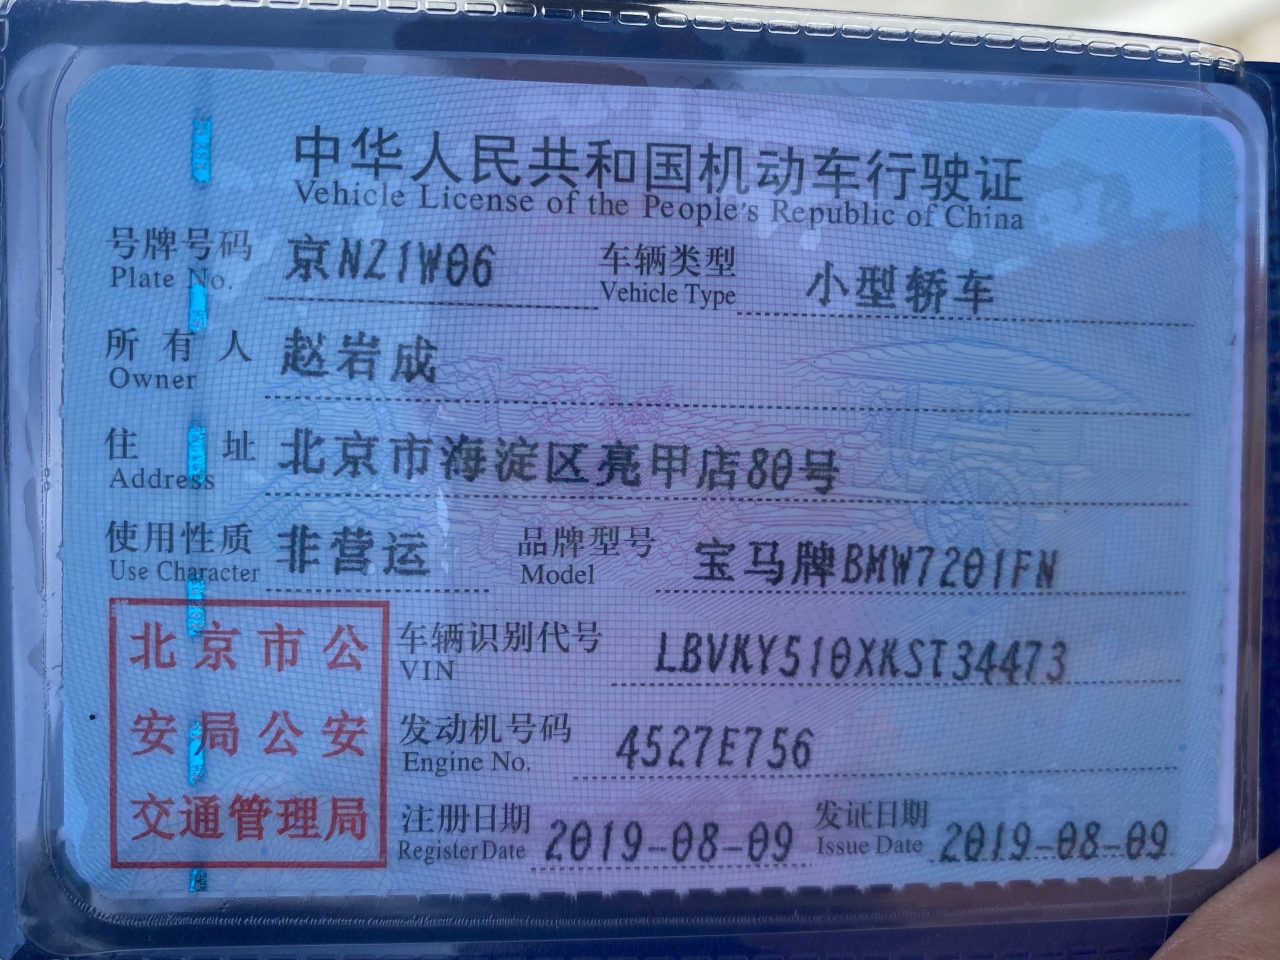 中华人民共和国机动车行驶证
Vehicle License of the People's Republic of China
号牌号码 京NZ1W06 车辆类型 小型轿车
Plate No. Vehicle Type
所有人 赵岩成
Owner
住址 北京市海淀区亮甲店80号
Address
使用性质 非营运 品牌型号 宝马牌BMW7201FN
Use Character Model
北京市公
安局公安
交通管理局
车辆识别代号 LBVKY510XKST34473
VIN
发动机号码 4527E756
Engine No.
注册日期 2019-08-09 发证日期 2019-08-09
Register Date Issue Date